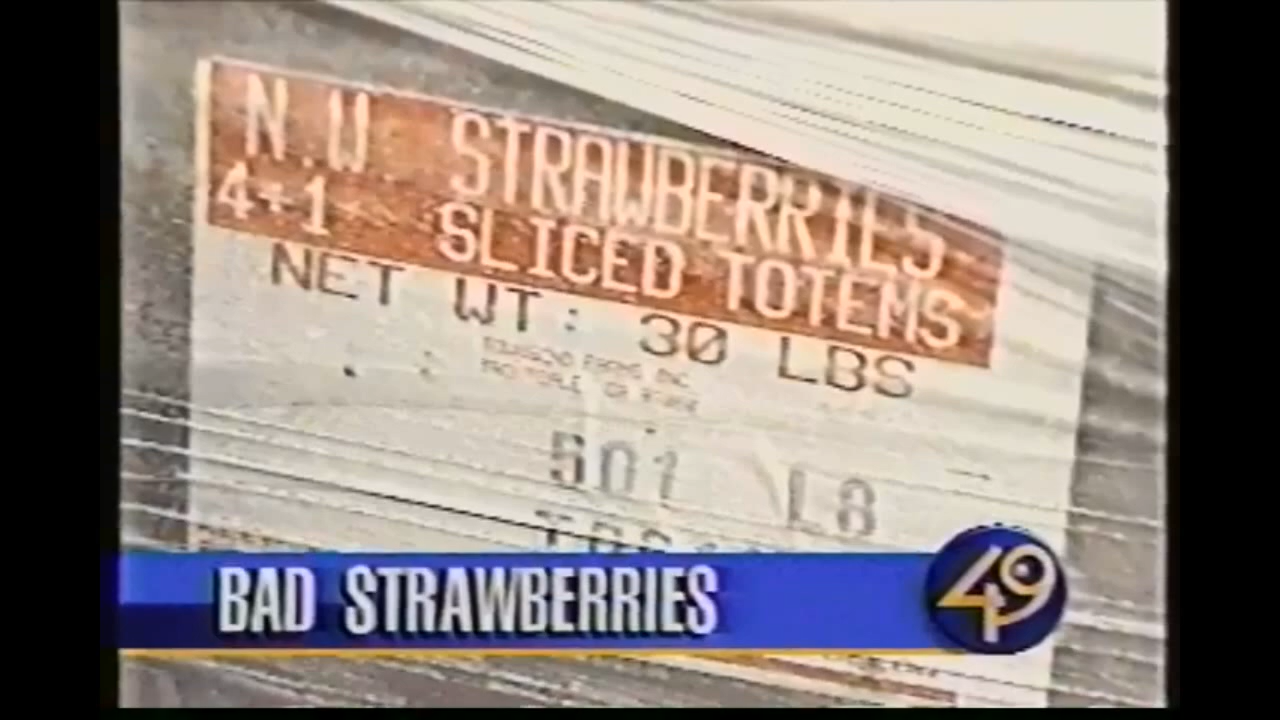 N.W. STRAWBERRIES
4+1 SLICED TOTEMS
NET WT: 30 LBS
501 L8
BAD STRAWBERRIES
49